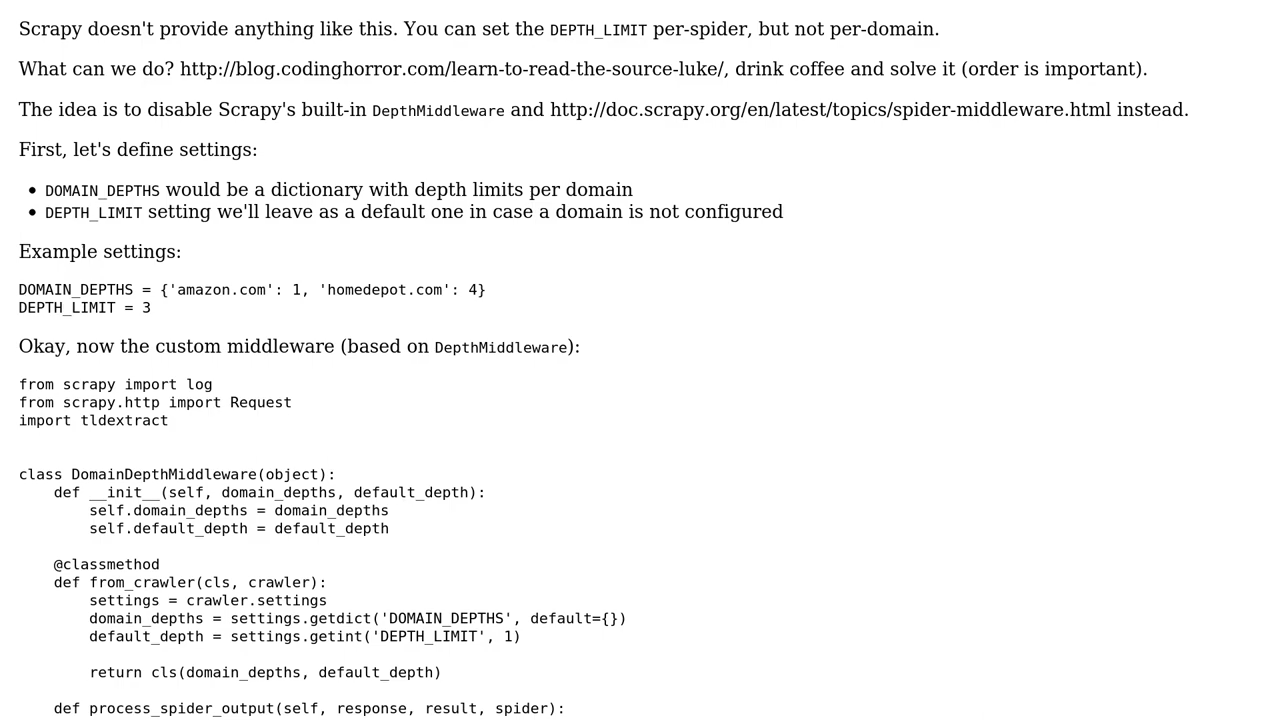 Scrapy doesn't provide anything like this. You can set the DEPTH_LIMIT per-spider, but not per-domain.
What can we do? http://blog.codinghorror.com/learn-to-read-the-source-luke/, drink coffee and solve it (order is important).
The idea is to disable Scrapy's built-in DepthMiddleware and http://doc.scrapy.org/en/latest/topics/spider-middleware.html instead.
First, let's define settings:
• DOMAIN_DEPTHS would be a dictionary with depth limits per domain
• DEPTH_LIMIT setting we'll leave as a default one in case a domain is not configured
Example settings:
DOMAIN_DEPTHS = {'amazon.com': 1, 'homedepot.com': 4}
DEPTH_LIMIT = 3
Okay, now the custom middleware (based on DepthMiddleware):
from scrapy import log
from scrapy.http import Request
import tldextract
class DomainDepthMiddleware(object):
    def __init__(self, domain_depths, default_depth):
        self.domain_depths = domain_depths
        self.default_depth = default_depth
    @classmethod
    def from_crawler(cls, crawler):
        settings = crawler.settings
        domain_depths = settings.getdict('DOMAIN_DEPTHS', default={})
        default_depth = settings.getint('DEPTH_LIMIT', 1)
        return cls(domain_depths, default_depth)
    def process_spider_output(self, response, result, spider):